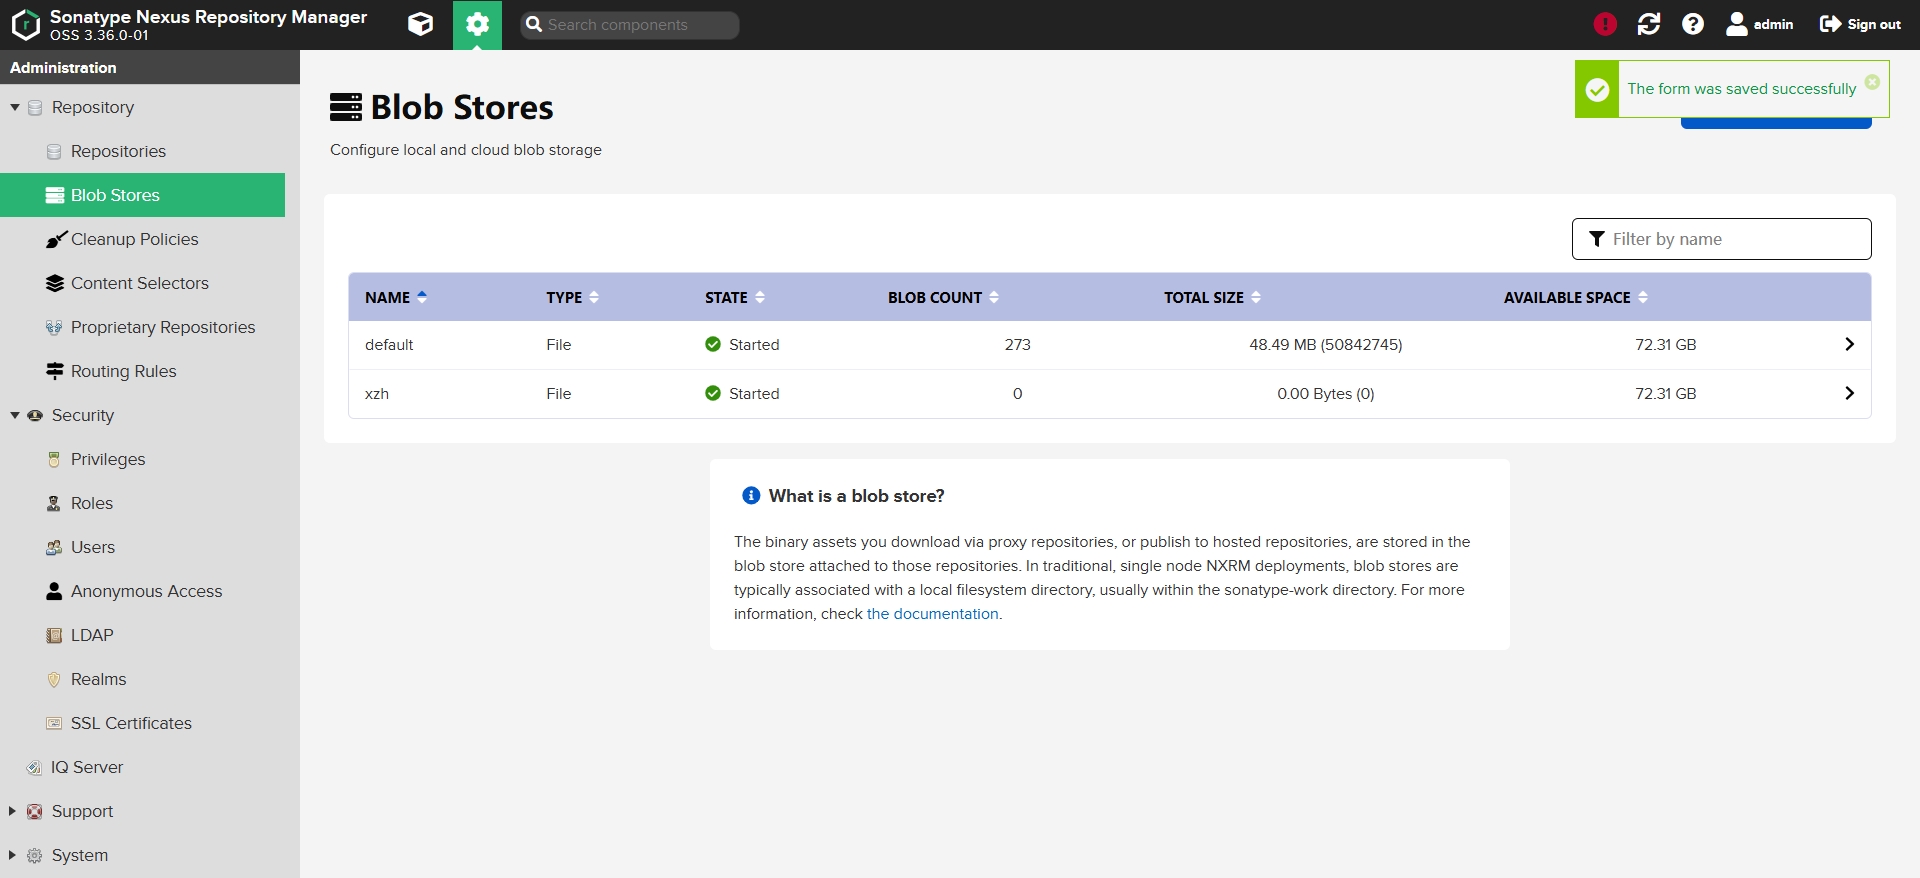 Sonatype Nexus Repository Manager
OSS 3.36.0-01
Search components
admin
Sign out
Administration
Repository
Repositories
Blob Stores
Cleanup Policies
Content Selectors
Proprietary Repositories
Routing Rules
Security
Privileges
Roles
Users
Anonymous Access
LDAP
Realms
SSL Certificates
IQ Server
Support
System
Blob Stores
Configure local and cloud blob storage
The form was saved successfully
Filter by name
NAME TYPE STATE BLOB COUNT TOTAL SIZE AVAILABLE SPACE
default File Started 273 48.49 MB (50842745) 72.31 GB
xzh File Started 0 0.00 Bytes (0) 72.31 GB
What is a blob store?
The binary assets you download via proxy repositories, or publish to hosted repositories, are stored in the
blob store attached to those repositories. In traditional, single node NXRM deployments, blob stores are
typically associated with a local filesystem directory, usually within the sonatype-work directory. For more
information, check the documentation.